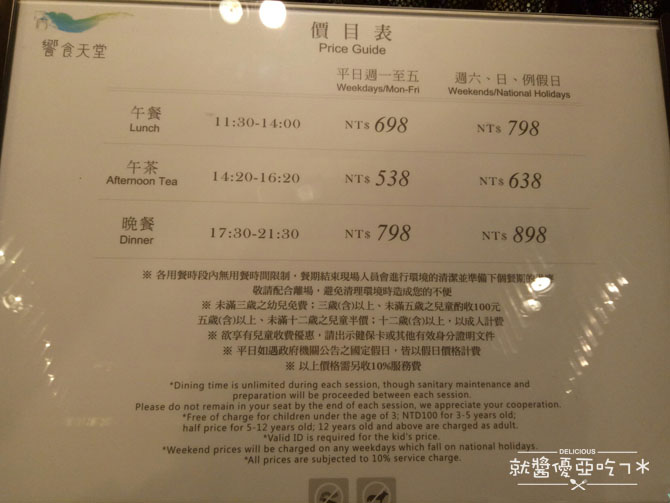 價目表
Price Guide
饗食天堂
平日週一至五 週六、日、例假日
Weekdays/Mon-Fri Weekends/National Holidays
午餐 11:30-14:00 NT$ 698 NT$ 798
Lunch
午茶 14:20-16:20 NT$ 538 NT$ 638
Afternoon Tea
晚餐 17:30-21:30 NT$ 798 NT$ 898
Dinner
※ 各用餐時段內無用餐時間限制，餐期結束現場人員會進行環境的清潔並準備下個餐期的
敬請配合離場，避免清理環境時造成您的不便
※ 未滿三歲之幼兒免費；三歲(含)以上、未滿五歲之兒童酌收100元
五歲(含)以上、未滿十二歲之兒童半價；十二歲(含)以上，以成人計費
※ 欲享有兒童收費優惠，請出示健保卡或其他有效身分證明文件
※ 平日如遇政府機關公告之國定假日，皆以假日價格計費
※ 以上價格需另收10%服務費
*Dining time is unlimited during each session, though sanitary maintenance and
preparation will be proceeded between each session.
Please do not remain in your seat by the end of each session, we appreciate your cooperation.
*Free of charge for children under the age of 3; NTD100 for 3-5 years old;
half price for 5-12 years old; 12 years old and above are charged as adult.
*Valid ID is required for the kid's price.
*Weekend prices will be charged on any weekdays which fall on national holidays.
*All prices are subjected to 10% service charge.
DELICIOUS
就醬優亞吃ㄋ